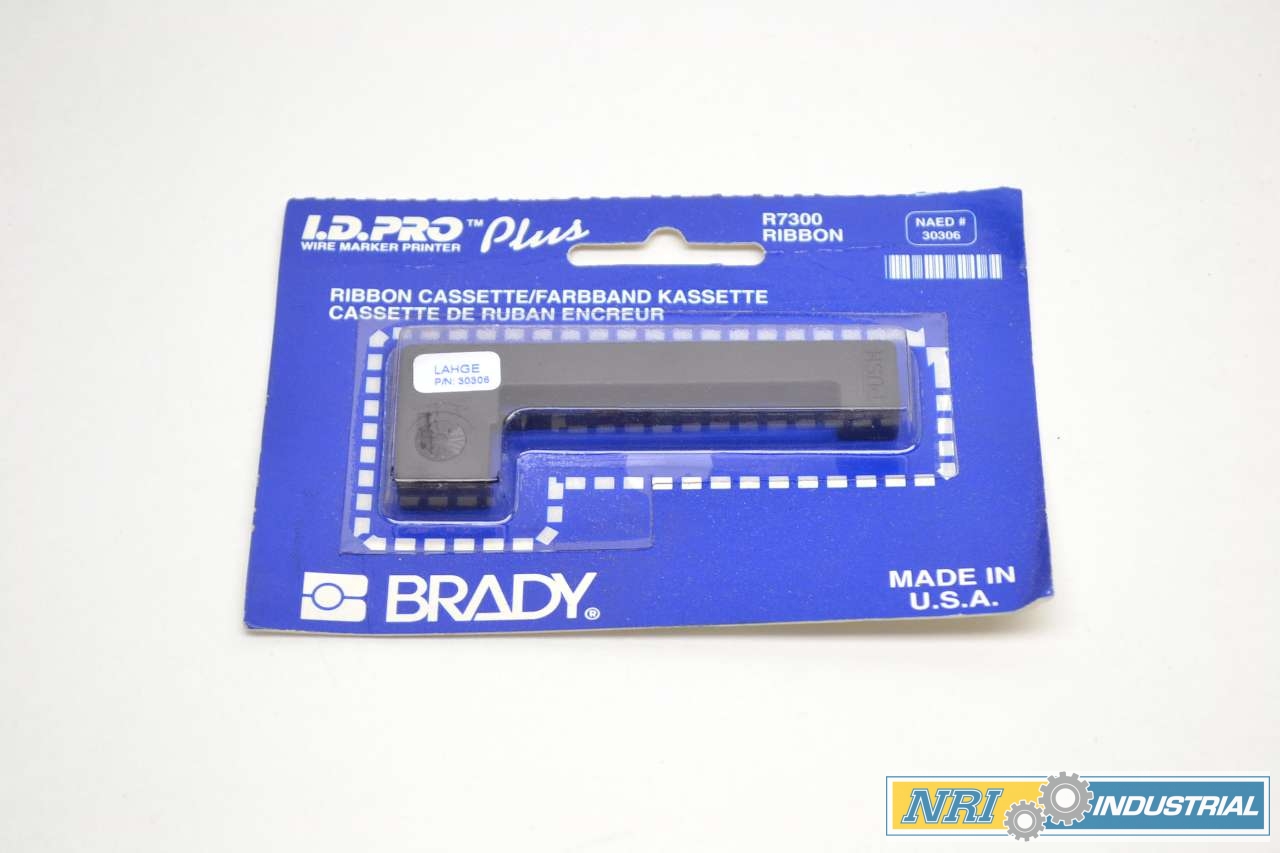 I.D.PRO™ Plus
WIRE MARKER PRINTER
R7300
RIBBON
NAED #
30306
RIBBON CASSETTE/FARBBAND KASSETTE
CASSETTE DE RUBAN ENCREUR
LAHGE
P/N: 30306
PUSH
BRADY®
MADE IN
U.S.A.
NRI INDUSTRIAL